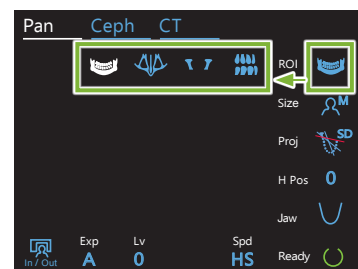 Pan Ceph CT
ROI
Size M
Proj SD
H Pos 0
Jaw
Exp Lv Spd
In / Out A 0 HS Ready